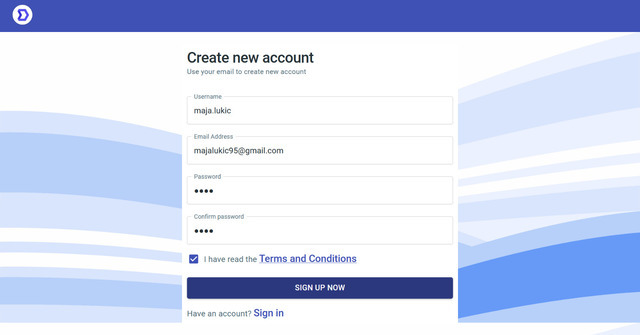 Create new account
Use your email to create new account
Username
maja.lukic
Email Address
majalukic95@gmail.com
Password
••••
Confirm password
••••
I have read the Terms and Conditions
SIGN UP NOW
Have an account? Sign in